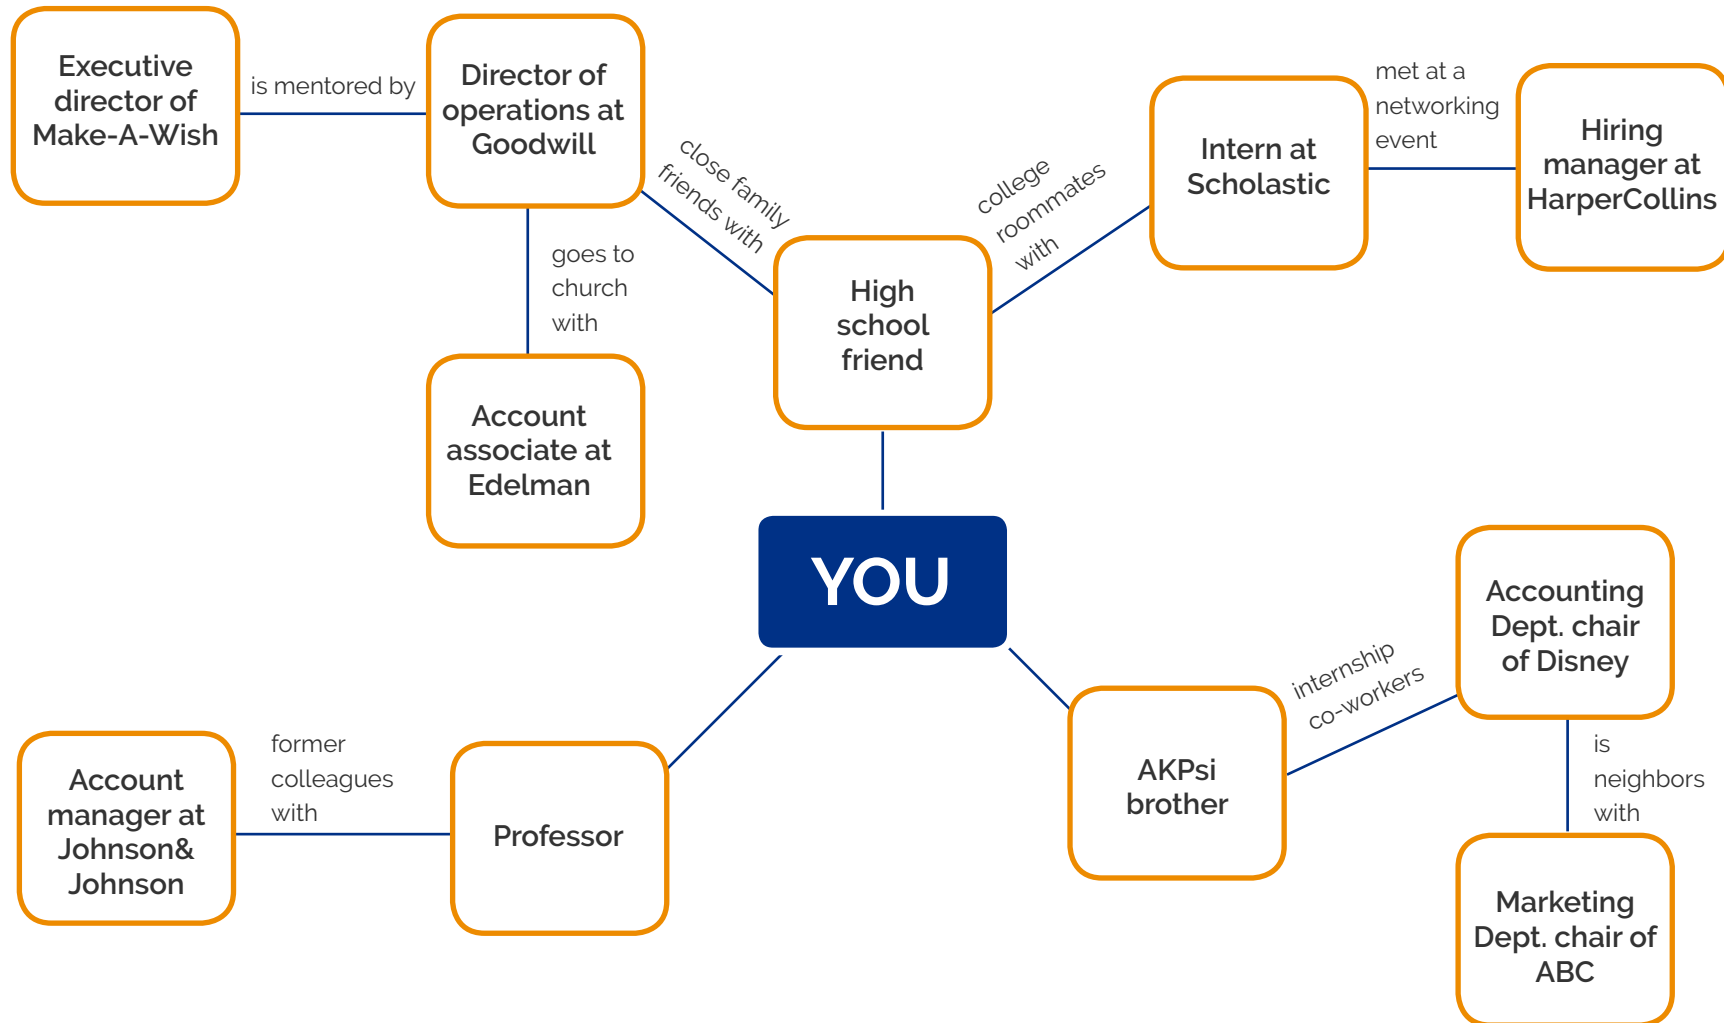 Executive
director of
Make-A-Wish
is mentored by
Director of
operations at
Goodwill
close family
friends with
goes to
church
with
Account
associate at
Edelman
High
school
friend
college
roommates
with
Intern at
Scholastic
met at a
networking
event
Hiring
manager at
HarperCollins
YOU
Account
manager at
Johnson&
Johnson
former
colleagues
with
Professor
AKPsi
brother
internship
co-workers
Accounting
Dept. chair
of Disney
is
neighbors
with
Marketing
Dept. chair of
ABC